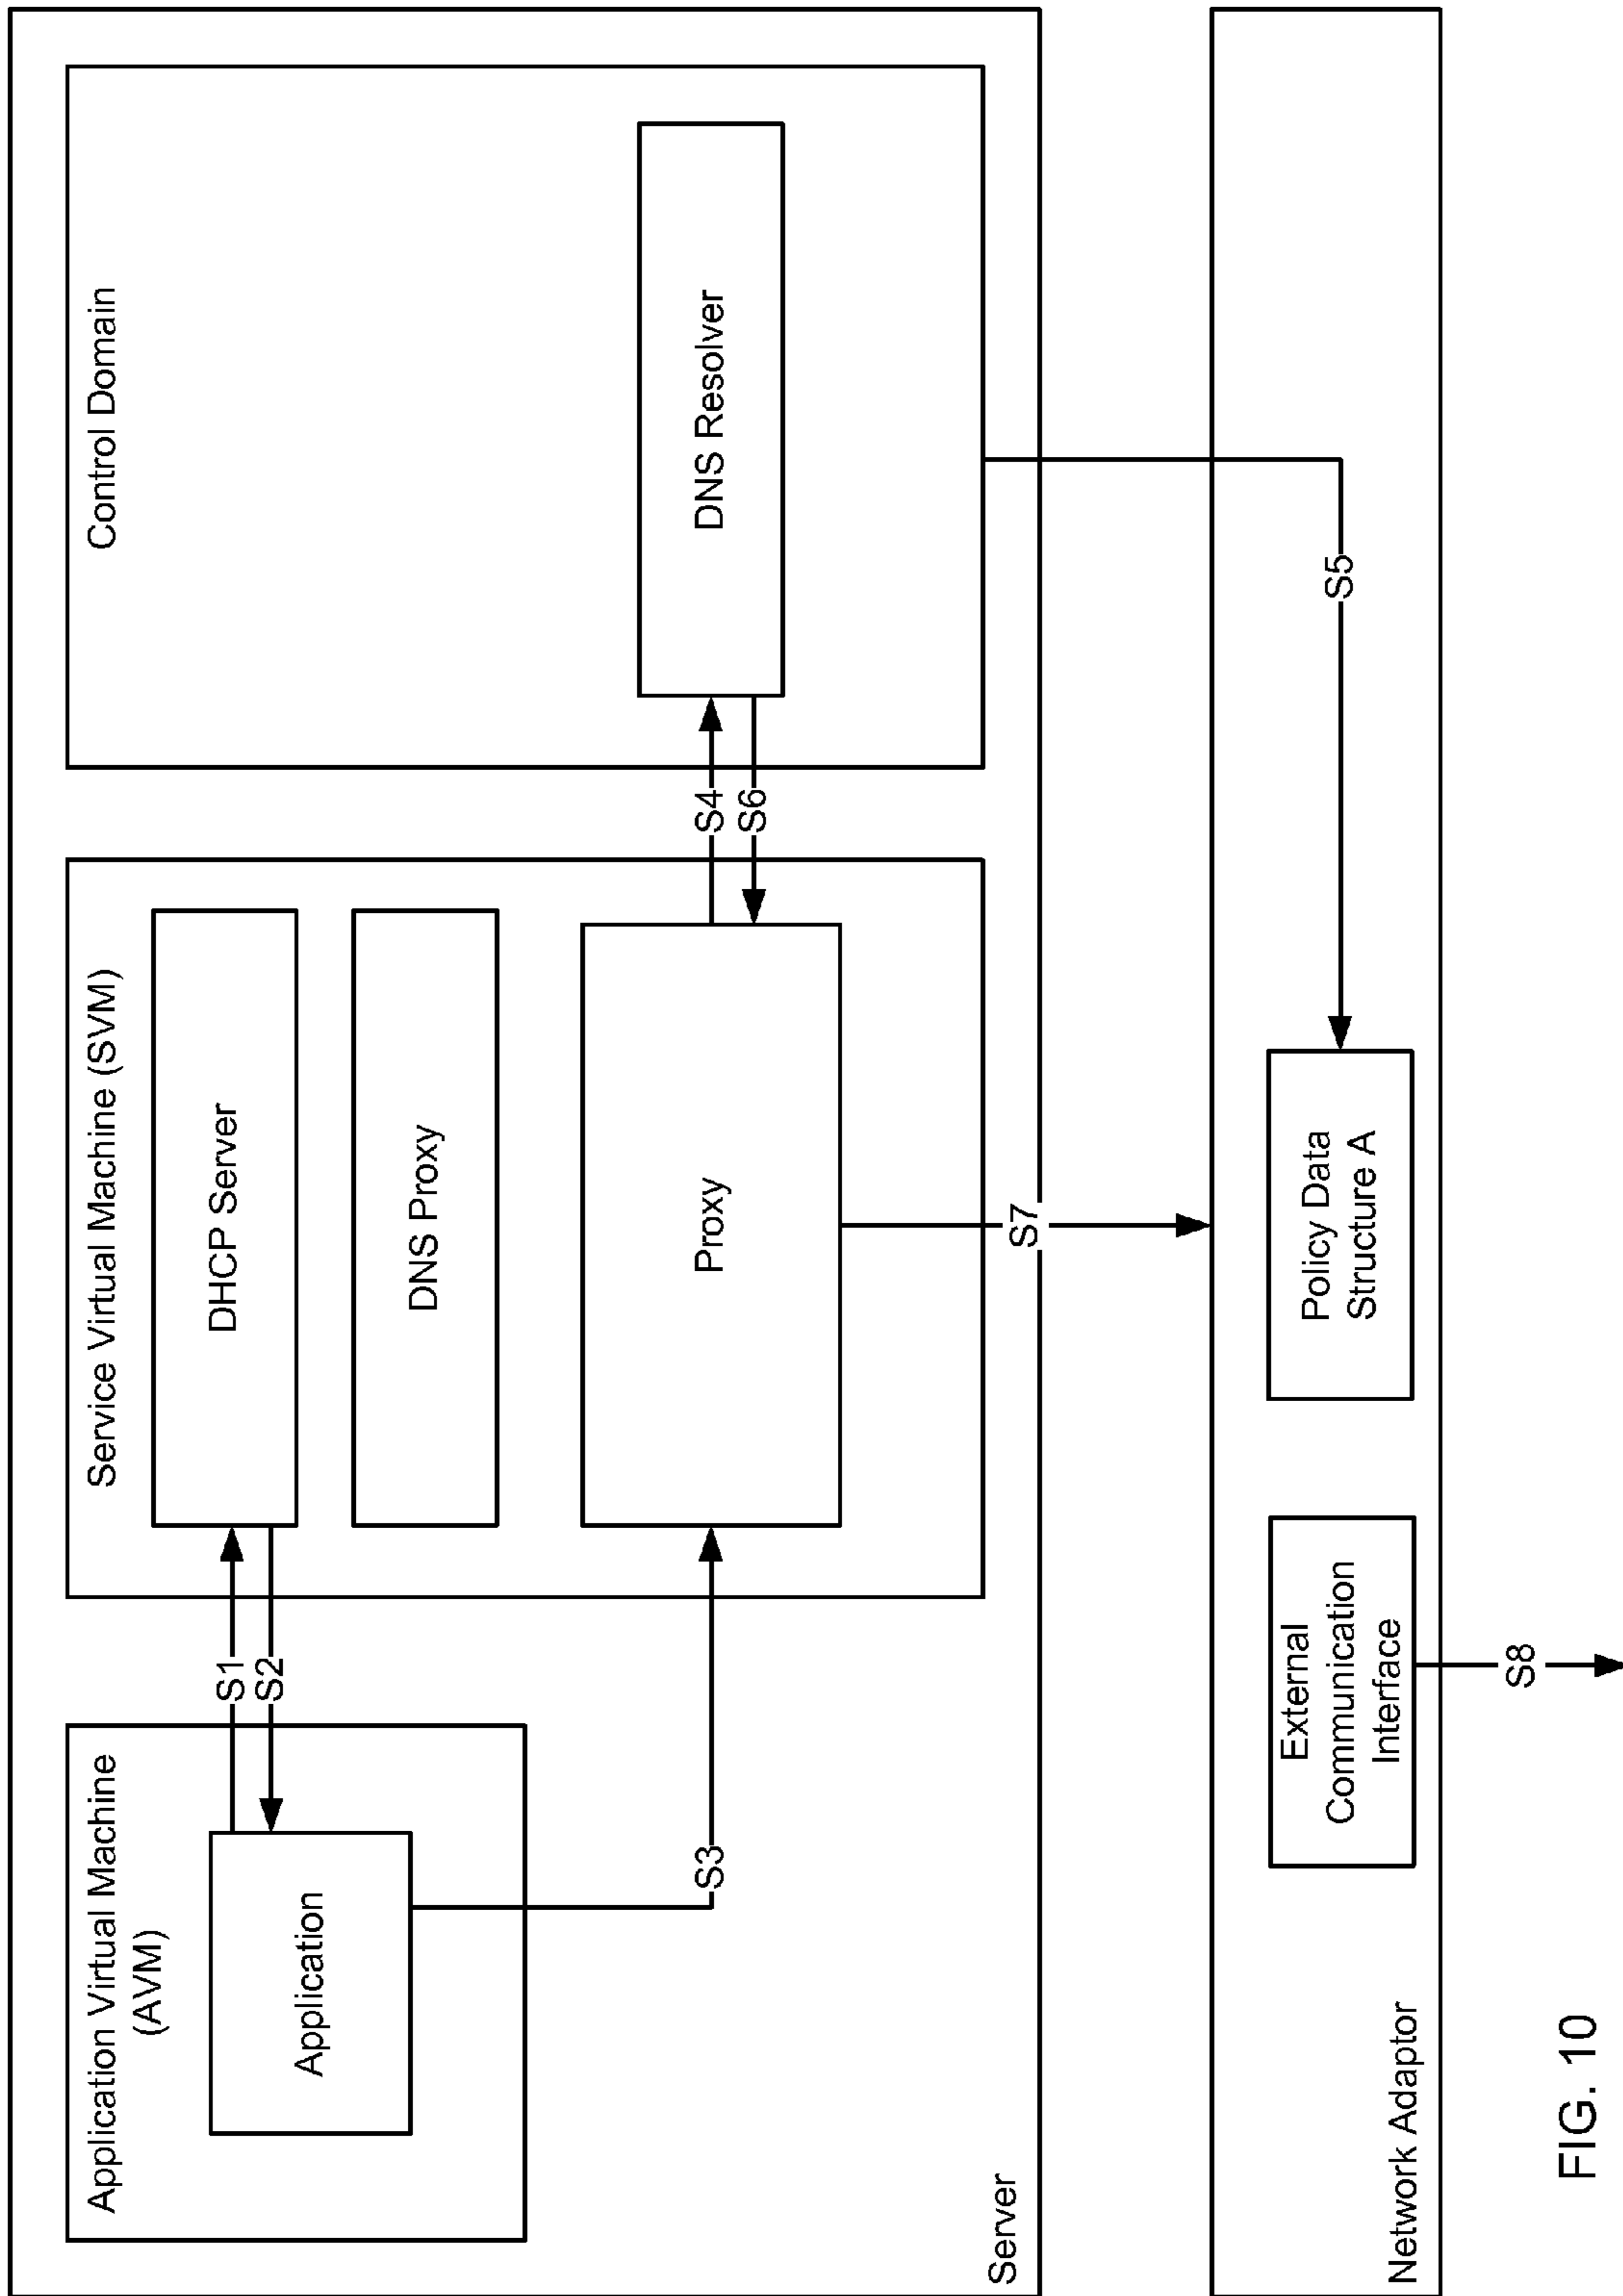 Application Virtual Machine
(AVM)
Application
S1
S2
S3
Service Virtual Machine (SVM)
DHCP Server
DNS Proxy
Proxy
S4
S6
Control Domain
DNS Resolver
Server
S7
S5
External
Communication
Interface
Policy Data
Structure A
Network Adaptor
S8
FIG. 10